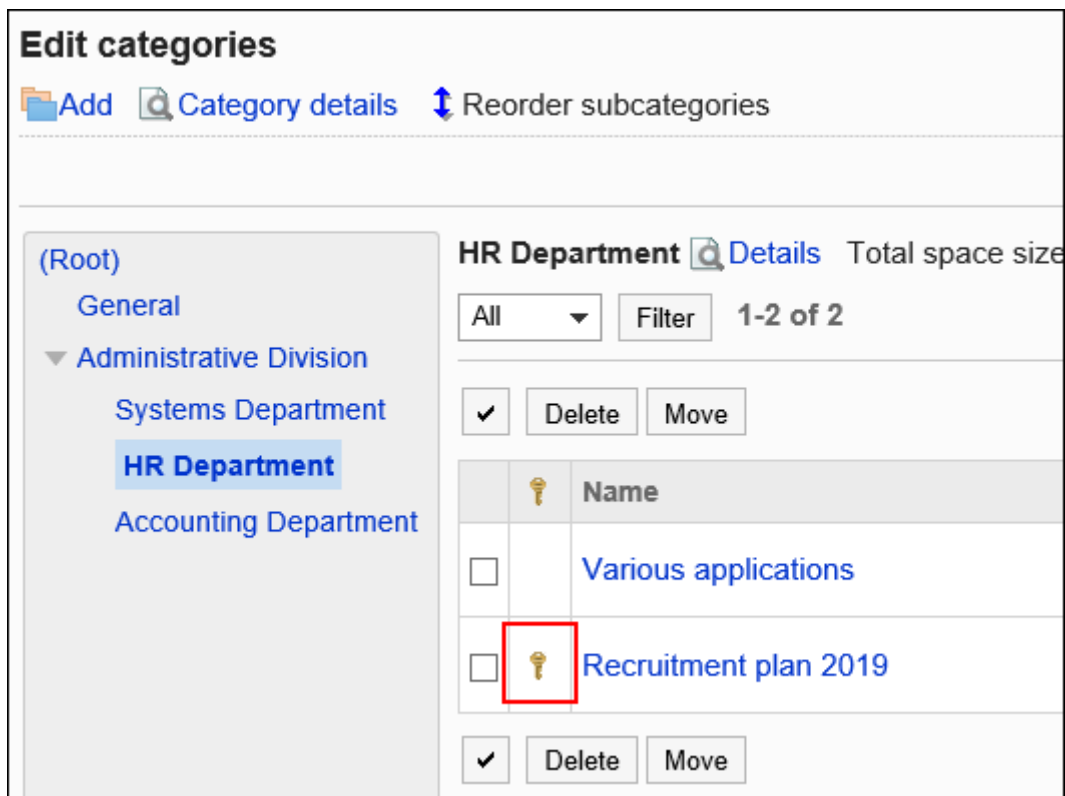 Edit categories
Add Category details Reorder subcategories
(Root)
General
Administrative Division
Systems Department
HR Department
Accounting Department
HR Department Details Total space size
All Filter 1-2 of 2
Delete Move
Name
Various applications
Recruitment plan 2019
Delete Move